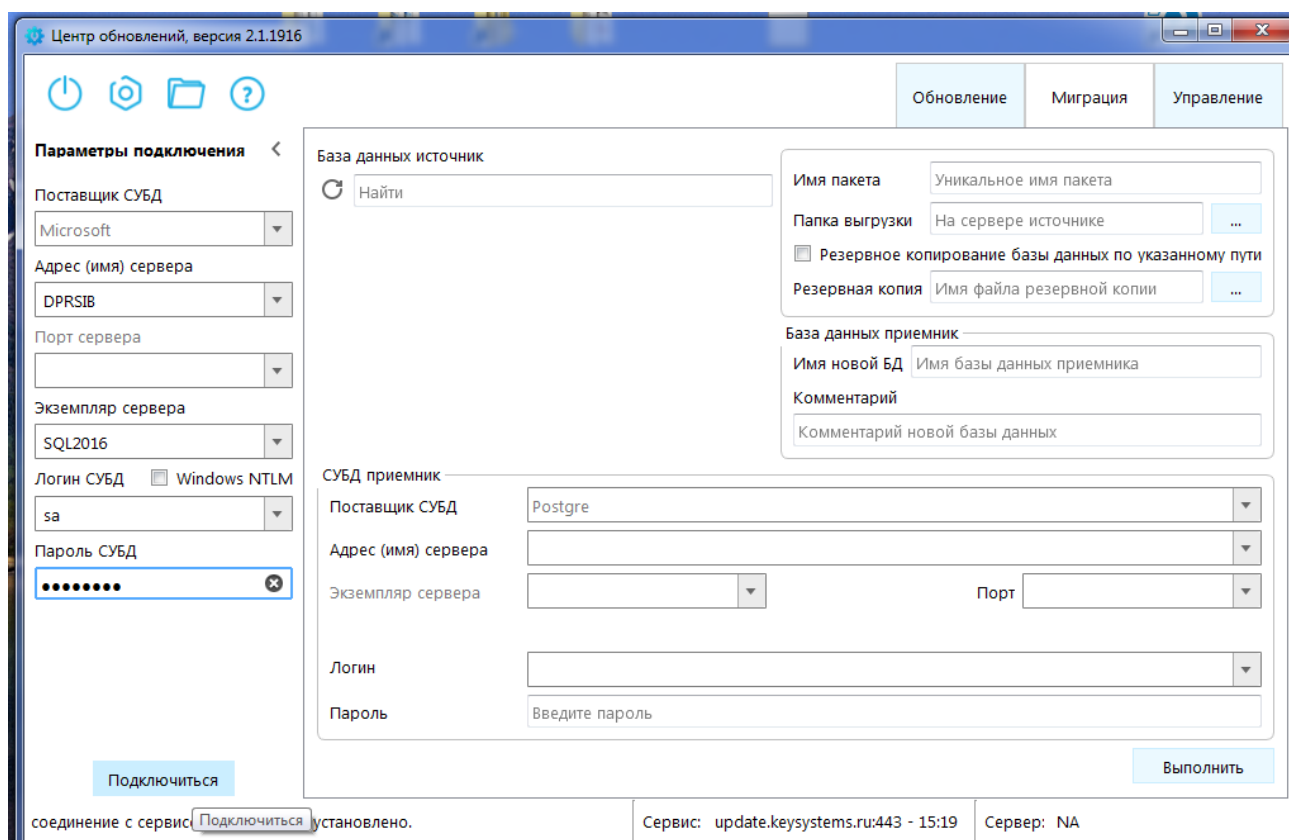 Центр обновлений, версия 2.1.1916
Обновление
Миграция
Управление
Параметры подключения
Поставщик СУБД
Microsoft
Адрес (имя) сервера
DPRSIB
Порт сервера
Экземпляр сервера
SQL2016
Логин СУБД
Windows NTLM
sa
Пароль СУБД
Подключиться
База данных источник
Найти
Имя пакета
Уникальное имя пакета
Папка выгрузки
На сервере источнике
...
Резервное копирование базы данных по указанному пути
Резервная копия
Имя файла резервной копии
...
База данных приемник
Имя новой БД
Имя базы данных приемника
Комментарий
Комментарий новой базы данных
СУБД приемник
Поставщик СУБД
Postgre
Адрес (имя) сервера
Экземпляр сервера
Порт
Логин
Пароль
Введите пароль
Выполнить
соединение с сервис
Подключиться
установлено.
Сервис: update.keysystems.ru:443 - 15:19
Сервер: NA